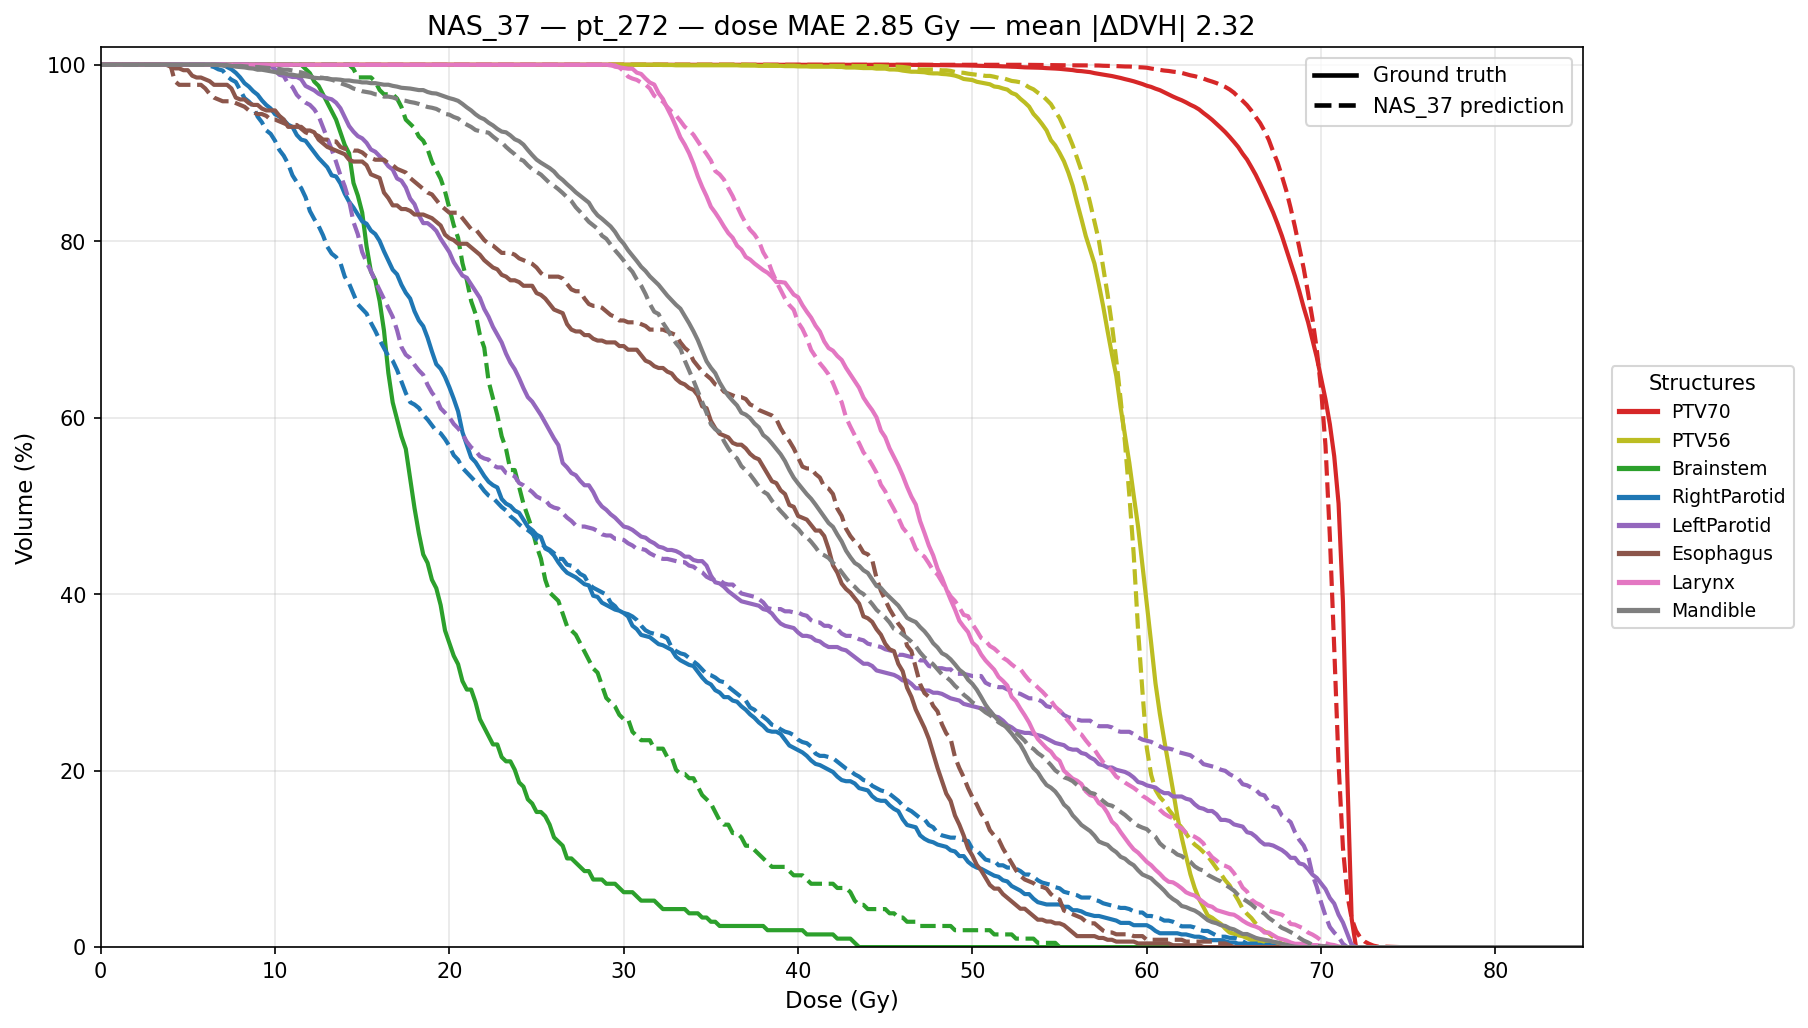 NAS_37 — pt_272 — dose MAE 2.85 Gy — mean |ΔDVH| 2.32
Ground truth
NAS_37 prediction
Volume (%)
100
80
60
40
20
0
0 10 20 30 40 50 60 70 80
Dose (Gy)
Structures
PTV70
PTV56
Brainstem
RightParotid
LeftParotid
Esophagus
Larynx
Mandible